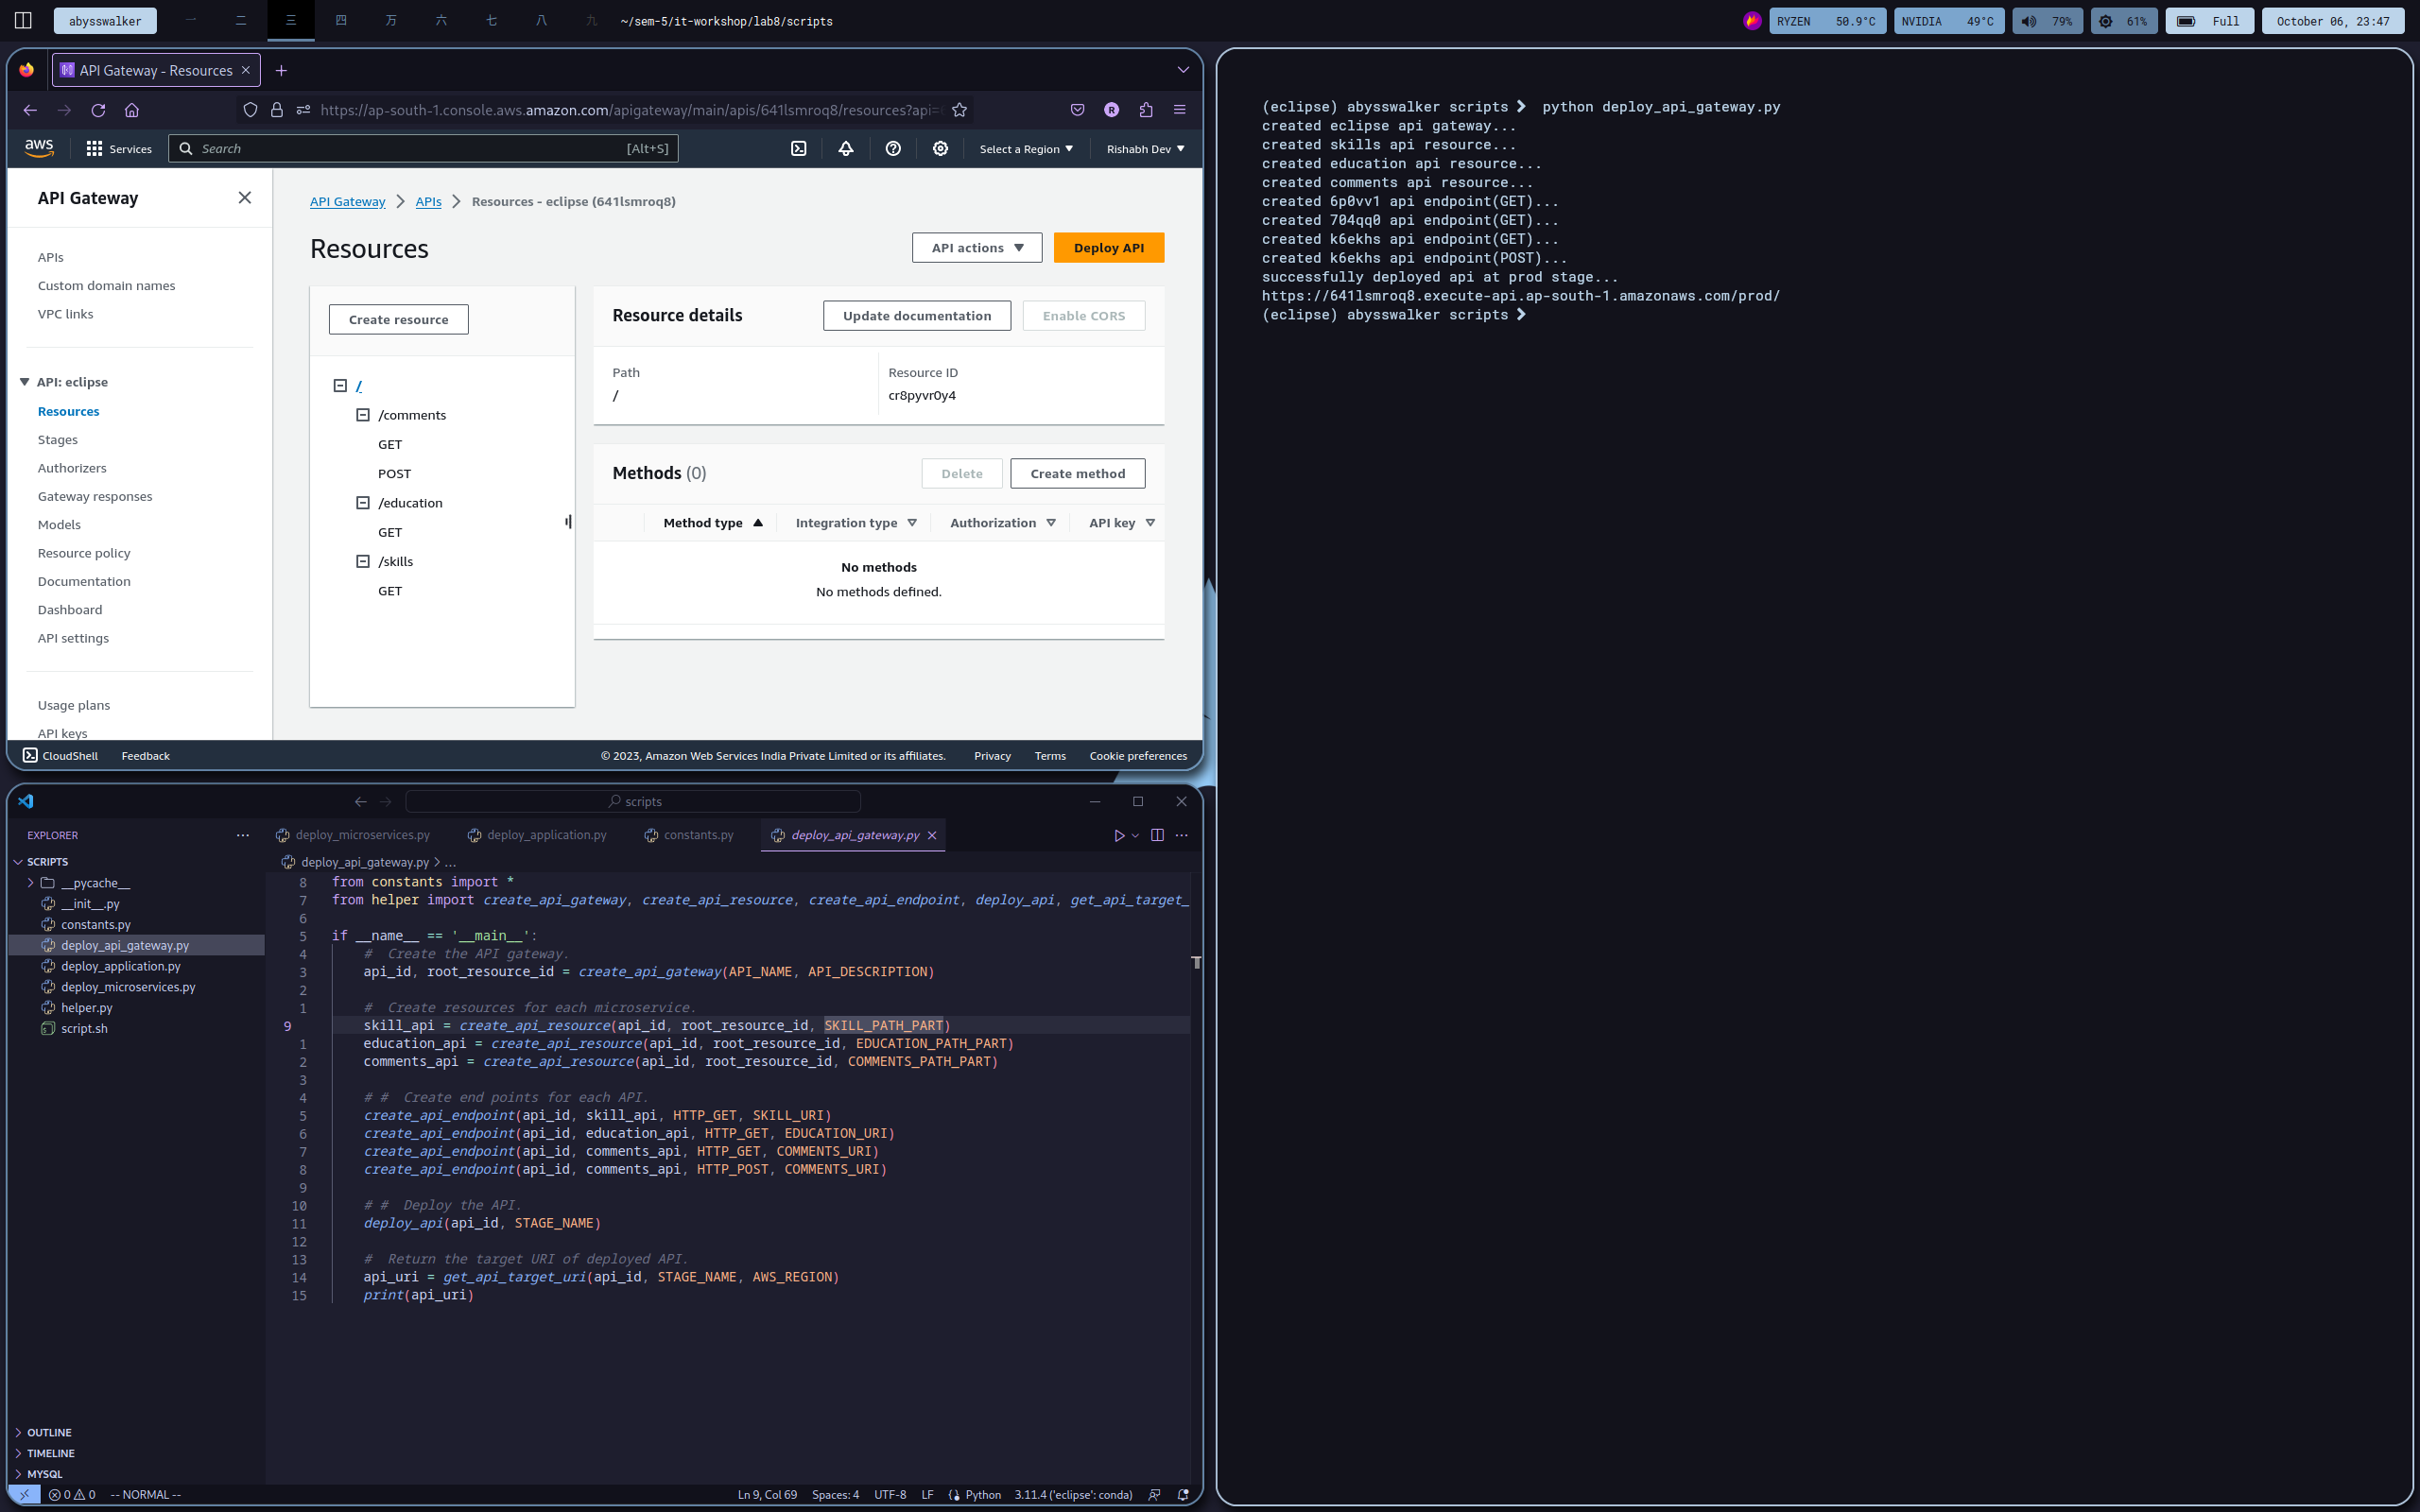 abysswalker 一 二 三 四 万 六 七 八 九 ~/sem-5/it-workshop/lab8/scripts
RYZEN 50.9°C NVIDIA 49°C 79% 61% Full October 06, 23:47
API Gateway - Resources
https://ap-south-1.console.aws.amazon.com/apigateway/main/apis/641lsmroq8/resources?api=
R
aws Services Search [Alt+S] Select a Region Rishabh Dev
API Gateway
APIs
Custom domain names
VPC links
API: eclipse
Resources
Stages
Authorizers
Gateway responses
Models
Resource policy
Documentation
Dashboard
API settings
Usage plans
API keys
API Gateway > APIs > Resources - eclipse (641lsmroq8)
Resources API actions Deploy API
Create resource
/
/comments
GET
POST
/education
GET
/skills
GET
Resource details Update documentation Enable CORS
Path Resource ID
/ cr8pyvr0y4
Methods (0) Delete Create method
Method type Integration type Authorization API key
No methods
No methods defined.
CloudShell Feedback © 2023, Amazon Web Services India Private Limited or its affiliates. Privacy Terms Cookie preferences
(eclipse) abysswalker scripts ❯ python deploy_api_gateway.py
created eclipse api gateway...
created skills api resource...
created education api resource...
created comments api resource...
created 6p0vv1 api endpoint(GET)...
created 704qq0 api endpoint(GET)...
created k6ekhs api endpoint(GET)...
created k6ekhs api endpoint(POST)...
successfully deployed api at prod stage...
https://641lsmroq8.execute-api.ap-south-1.amazonaws.com/prod/
(eclipse) abysswalker scripts ❯
scripts
EXPLORER ...
SCRIPTS
__pycache__
__init__.py
constants.py
deploy_api_gateway.py
deploy_application.py
deploy_microservices.py
helper.py
script.sh
OUTLINE
TIMELINE
MYSQL
deploy_microservices.py deploy_application.py constants.py deploy_api_gateway.py
deploy_api_gateway.py > ...
8 from constants import *
7 from helper import create_api_gateway, create_api_resource, create_api_endpoint, deploy_api, get_api_target_
6
5 if __name__ == '__main__':
4 # Create the API gateway.
3 api_id, root_resource_id = create_api_gateway(API_NAME, API_DESCRIPTION)
2
1 # Create resources for each microservice.
9 skill_api = create_api_resource(api_id, root_resource_id, SKILL_PATH_PART)
1 education_api = create_api_resource(api_id, root_resource_id, EDUCATION_PATH_PART)
2 comments_api = create_api_resource(api_id, root_resource_id, COMMENTS_PATH_PART)
3
4 # # Create end points for each API.
5 create_api_endpoint(api_id, skill_api, HTTP_GET, SKILL_URI)
6 create_api_endpoint(api_id, education_api, HTTP_GET, EDUCATION_URI)
7 create_api_endpoint(api_id, comments_api, HTTP_GET, COMMENTS_URI)
8 create_api_endpoint(api_id, comments_api, HTTP_POST, COMMENTS_URI)
9
10 # # Deploy the API.
11 deploy_api(api_id, STAGE_NAME)
12
13 # Return the target URI of deployed API.
14 api_uri = get_api_target_uri(api_id, STAGE_NAME, AWS_REGION)
15 print(api_uri)
0 0 -- NORMAL -- Ln 9, Col 69 Spaces: 4 UTF-8 LF Python 3.11.4 ('eclipse': conda)